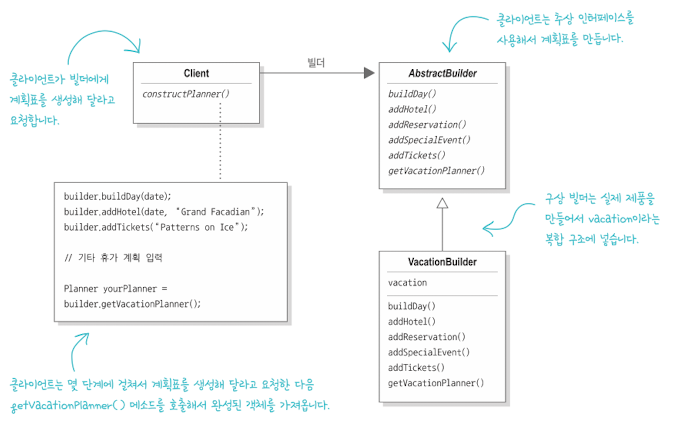 클라이언트는 추상 인터페이스를
사용해서 계획표를 만듭니다.
클라이언트가 빌더에게
계획표를 생성해 달라고
요청합니다.
Client
constructPlanner()
빌더
AbstractBuilder
buildDay()
addHotel()
addReservation()
addSpecialEvent()
addTickets()
getVacationPlanner()
builder.buildDay(date);
builder.addHotel(date, “Grand Facadian”);
builder.addTickets(“Patterns on Ice”);
// 기타 휴가 계획 입력
Planner yourPlanner =
builder.getVacationPlanner();
구상 빌더는 실제 제품을
만들어서 vacation이라는
복합 구조에 넣습니다.
VacationBuilder
vacation
buildDay()
addHotel()
addReservation()
addSpecialEvent()
addTickets()
getVacationPlanner()
클라이언트는 몇 단계에 걸쳐서 계획표를 생성해 달라고 요청한 다음
getVacationPlanner() 메소드를 호출해서 완성된 객체를 가져옵니다.